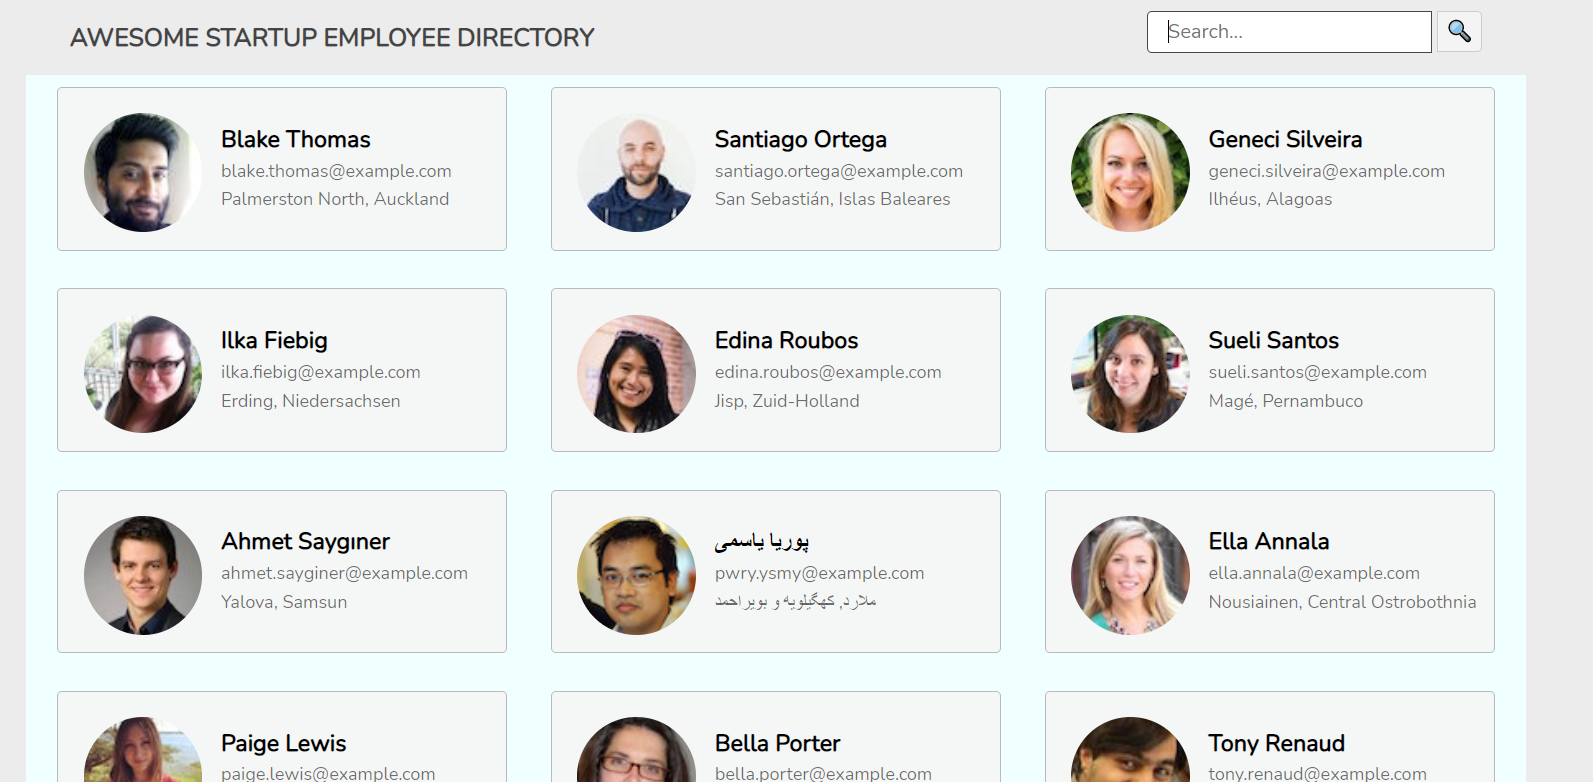 AWESOME STARTUP EMPLOYEE DIRECTORY
Search...
Blake Thomas
blake.thomas@example.com
Palmerston North, Auckland
Santiago Ortega
santiago.ortega@example.com
San Sebastián, Islas Baleares
Geneci Silveira
geneci.silveira@example.com
Ilhéus, Alagoas
Ilka Fiebig
ilka.fiebig@example.com
Erding, Niedersachsen
Edina Roubos
edina.roubos@example.com
Jisp, Zuid-Holland
Sueli Santos
sueli.santos@example.com
Magé, Pernambuco
Ahmet Saygıner
ahmet.sayginer@example.com
Yalova, Samsun
پوریا یاسمی
pwry.ysmy@example.com
ملارد, کهگیلویه و بویراحمد
Ella Annala
ella.annala@example.com
Nousiainen, Central Ostrobothnia
Paige Lewis
paige.lewis@example.com
Bella Porter
bella.porter@example.com
Tony Renaud
tony.renaud@example.com